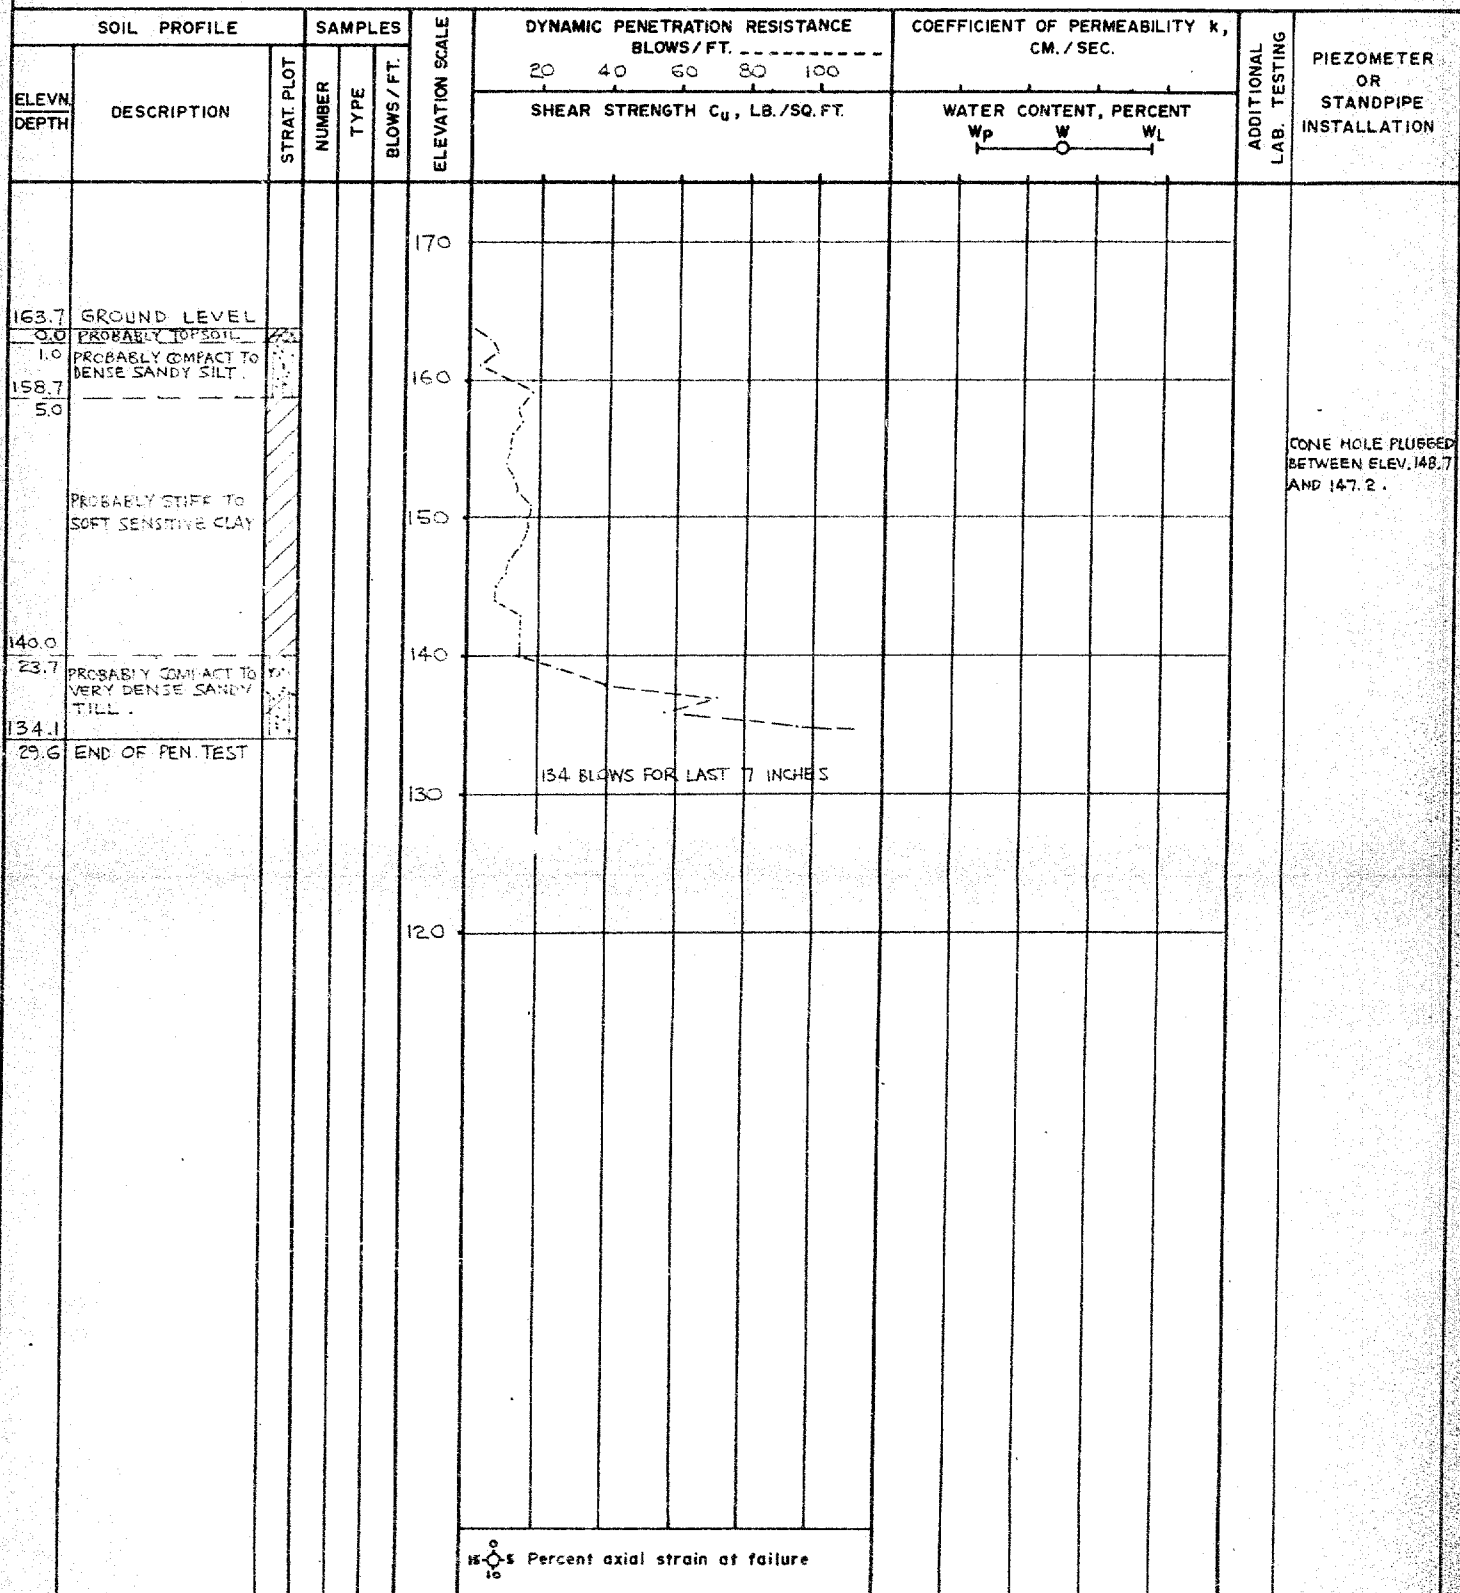 SOIL PROFILE
SAMPLES
ELEVATION SCALE
DYNAMIC PENETRATION RESISTANCE
BLOWS/FT. -----------
20 40 60 80 100
SHEAR STRENGTH Cu, LB./SQ.FT.
COEFFICIENT OF PERMEABILITY k,
CM./SEC.
WATER CONTENT, PERCENT
WP W WL
ADDITIONAL
LAB. TESTING
PIEZOMETER
OR
STANDPIPE
INSTALLATION
ELEVN.
DEPTH
DESCRIPTION
STRAT. PLOT
NUMBER
TYPE
BLOWS/FT.
170
163.7 GROUND LEVEL
0.0 PROBABLY TOPSOIL
1.0 PROBABLY COMPACT TO
DENSE SANDY SILT.
160
158.7
5.0
CONE HOLE PLUGGED
BETWEEN ELEV. 148.7
AND 147.2.
PROBABLY STIFF TO
SOFT SENSITIVE CLAY
150
140.0
140
23.7 PROBABLY COMPACT TO
VERY DENSE SANDY
TILL.
134.1
29.6 END OF PEN. TEST
134 BLOWS FOR LAST 7 INCHES
130
120
0
15 5 Percent axial strain at failure
10